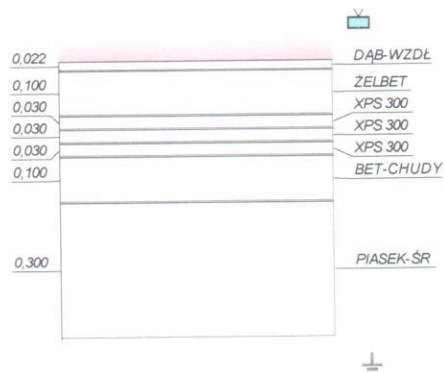 0,022 DĄB-WZDŁ
0,100 ŻELBET
0,030 XPS 300
0,030 XPS 300
0,030 XPS 300
0,100 BET-CHUDY
0,300 PIASEK-ŚR